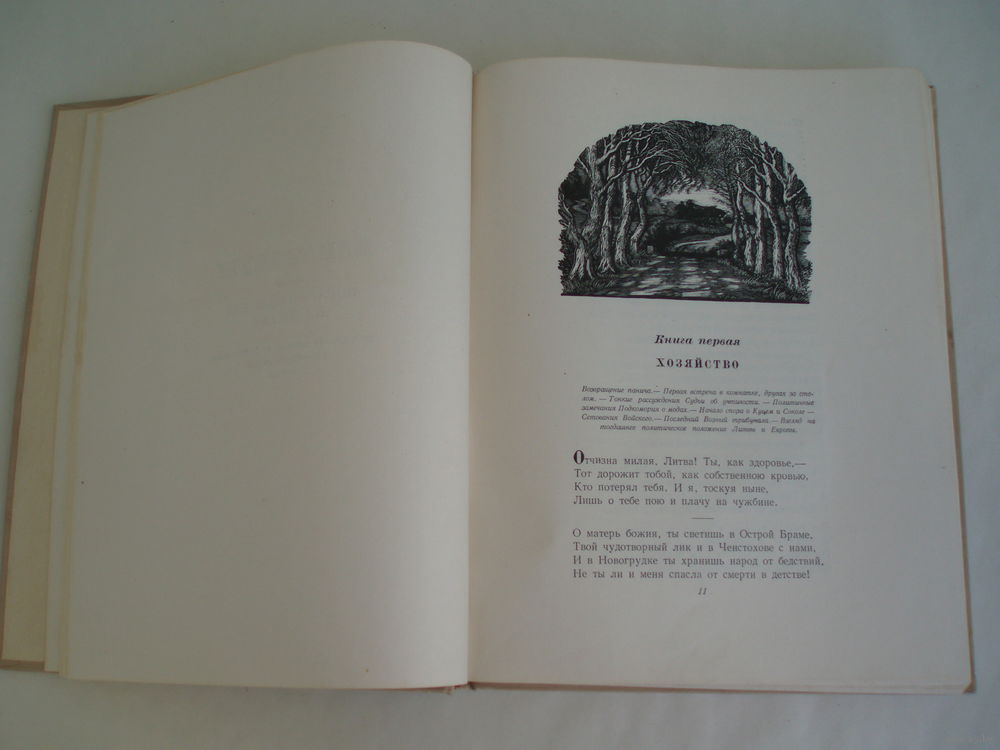 Книга первая
ХОЗЯЙСТВО
Возвращение панича.— Первая встреча в комнатке, другая за сто-
лом. — Тонкие рассуждения Судьи об учтивости. — Политичные
замечания Подкомория о модах.— Начало спора о Куцем и Соколе —
Сетования Войского.— Последний Возный трибунала.— Взгляд на
тогдашнее политическое положение Литвы и Европы.
Отчизна милая, Литва! Ты, как здоровье,—
Тот дорожит тобой, как собственною кровью,
Кто потерял тебя. И я, тоскуя ныне,
Лишь о тебе пою и плачу на чужбине.
О матерь божия, ты светишь в Острой Браме,
Твой чудотворный лик и в Ченстохове с нами,
И в Новогрудке ты хранишь народ от бедствий,
Не ты ли и меня спасла от смерти в детстве!
11